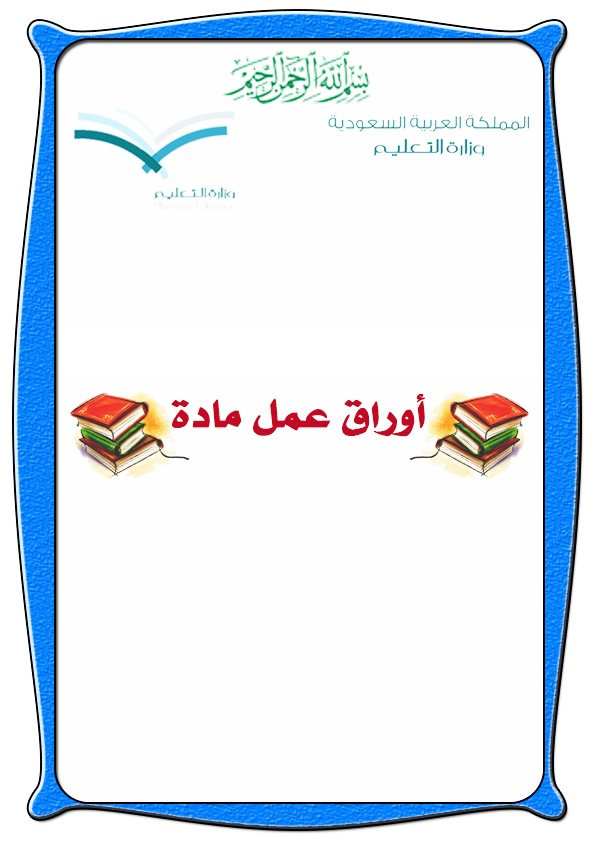 بسم الله الرحمن الرحيم
المملكة العربية السعودية
وزارة التعليم
وزارة التعليم
أوراق عمل مادة